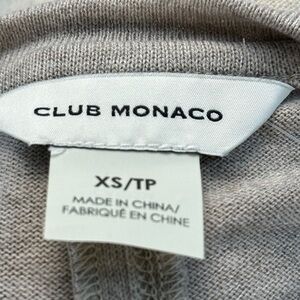 CLUB MONACO
XS/TP
MADE IN CHINA/
FABRIQUÉ EN CHINE